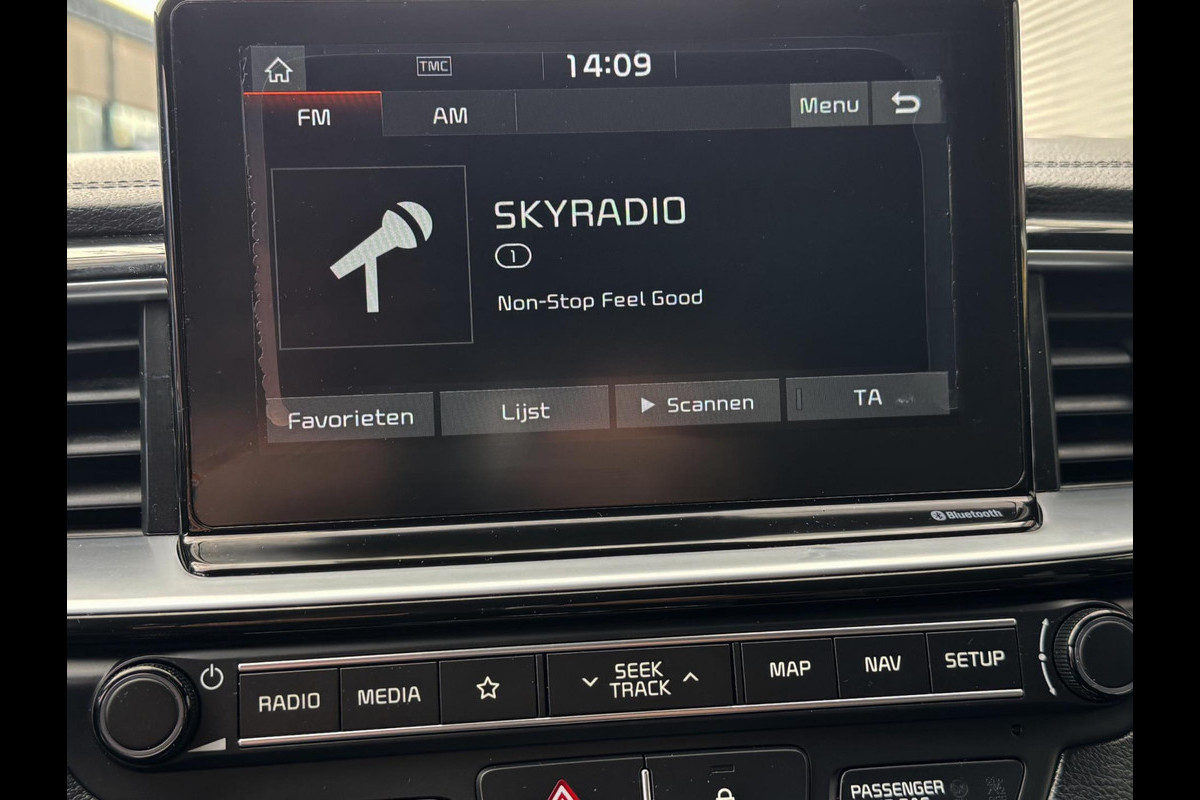 TMC
14:09
FM
AM
Menu
SKYRADIO
1
Non-Stop Feel Good
Favorieten
Lijst
Scannen
TA
Bluetooth
RADIO
MEDIA
SEEK
TRACK
MAP
NAV
SETUP
PASSENGER